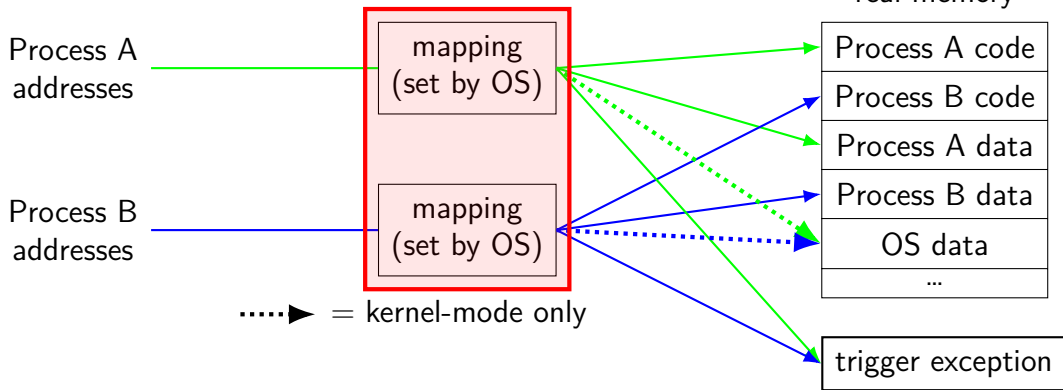 real memory
Process A
addresses
mapping
(set by OS)
Process A code
Process B code
Process A data
Process B
addresses
mapping
(set by OS)
Process B data
OS data
...
= kernel-mode only
trigger exception